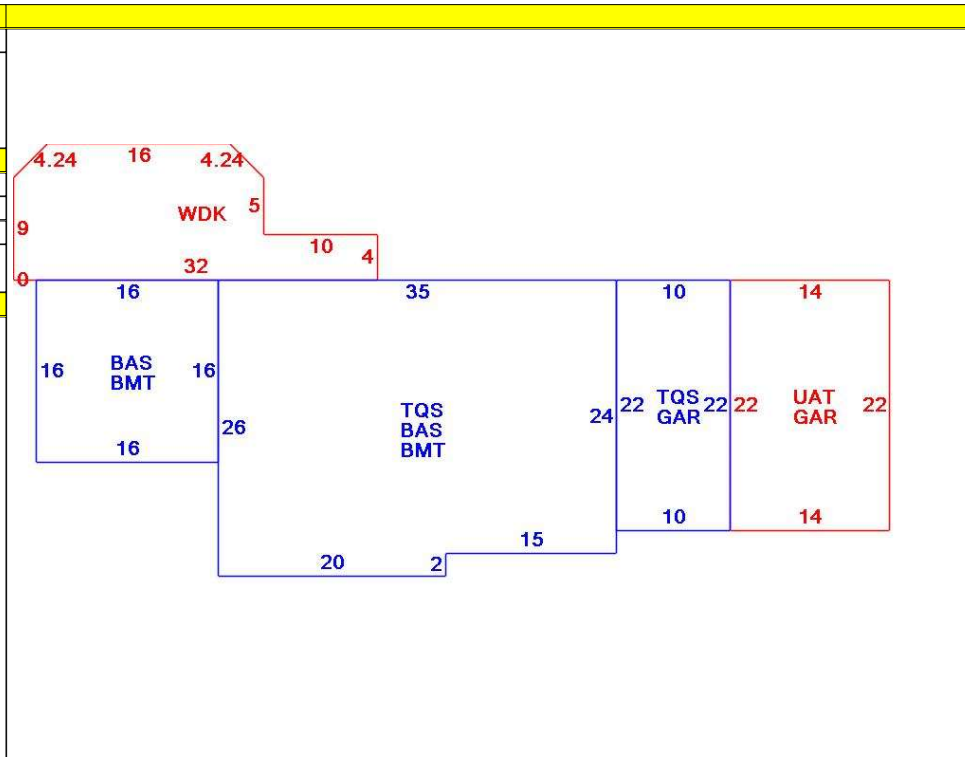 4.24 16 4.24
WDK 5
9
10
4
32
0
16 35 10 14
BAS
BMT
16 16
TQS
BAS
BMT
24
22 TQS 22
GAR
22 UAT 22
GAR
26
16
10 14
15
20 2